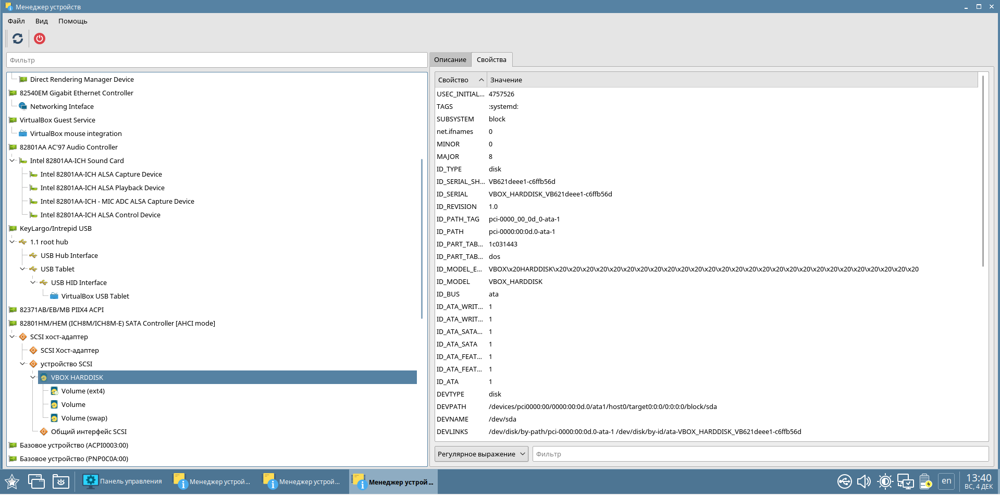 Менеджер устройств
Файл Вид Помощь
Фильтр
Direct Rendering Manager Device
82540EM Gigabit Ethernet Controller
Networking Inteface
VirtualBox Guest Service
VirtualBox mouse integration
82801AA AC'97 Audio Controller
Intel 82801AA-ICH Sound Card
Intel 82801AA-ICH ALSA Capture Device
Intel 82801AA-ICH ALSA Playback Device
Intel 82801AA-ICH - MIC ADC ALSA Capture Device
Intel 82801AA-ICH ALSA Control Device
KeyLargo/Intrepid USB
1.1 root hub
USB Hub Interface
USB Tablet
USB HID Interface
VirtualBox USB Tablet
82371AB/EB/MB PIIX4 ACPI
82801HM/HEM (ICH8M/ICH8M-E) SATA Controller [AHCI mode]
SCSI хост-адаптер
SCSI Хост-адаптер
устройство SCSI
VBOX HARDDISK
Volume (ext4)
Volume
Volume (swap)
Общий интерфейс SCSI
Базовое устройство (ACPI0003:00)
Базовое устройство (PNP0C0A:00)
Описание Свойства
Свойство Значение
USEC_INITIAL... 4757526
TAGS :systemd:
SUBSYSTEM block
net.ifnames 0
MINOR 0
MAJOR 8
ID_TYPE disk
ID_SERIAL_SH... VB621deee1-c6ffb56d
ID_SERIAL VBOX_HARDDISK_VB621deee1-c6ffb56d
ID_REVISION 1.0
ID_PATH_TAG pci-0000_00_0d_0-ata-1
ID_PATH pci-0000:00:0d.0-ata-1
ID_PART_TAB... 1c031443
ID_PART_TAB... dos
ID_MODEL_E... VBOX\x20HARDDISK\x20\x20\x20\x20\x20\x20\x20\x20\x20\x20\x20\x20\x20\x20\x20\x20\x20\x20\x20\x20\x20\x20\x20\x20\x20\x20\x20
ID_MODEL VBOX_HARDDISK
ID_BUS ata
ID_ATA_WRIT... 1
ID_ATA_WRIT... 1
ID_ATA_SATA... 1
ID_ATA_SATA 1
ID_ATA_FEAT... 1
ID_ATA_FEAT... 1
ID_ATA 1
DEVTYPE disk
DEVPATH /devices/pci0000:00/0000:00:0d.0/ata1/host0/target0:0:0/0:0:0:0/block/sda
DEVNAME /dev/sda
DEVLINKS /dev/disk/by-path/pci-0000:00:0d.0-ata-1 /dev/disk/by-id/ata-VBOX_HARDDISK_VB621deee1-c6ffb56d
Регулярное выражение Фильтр
Панель управления Менеджер устрой... Менеджер устрой... Менеджер устрой... en 13:40
ВС, 4 ДЕК